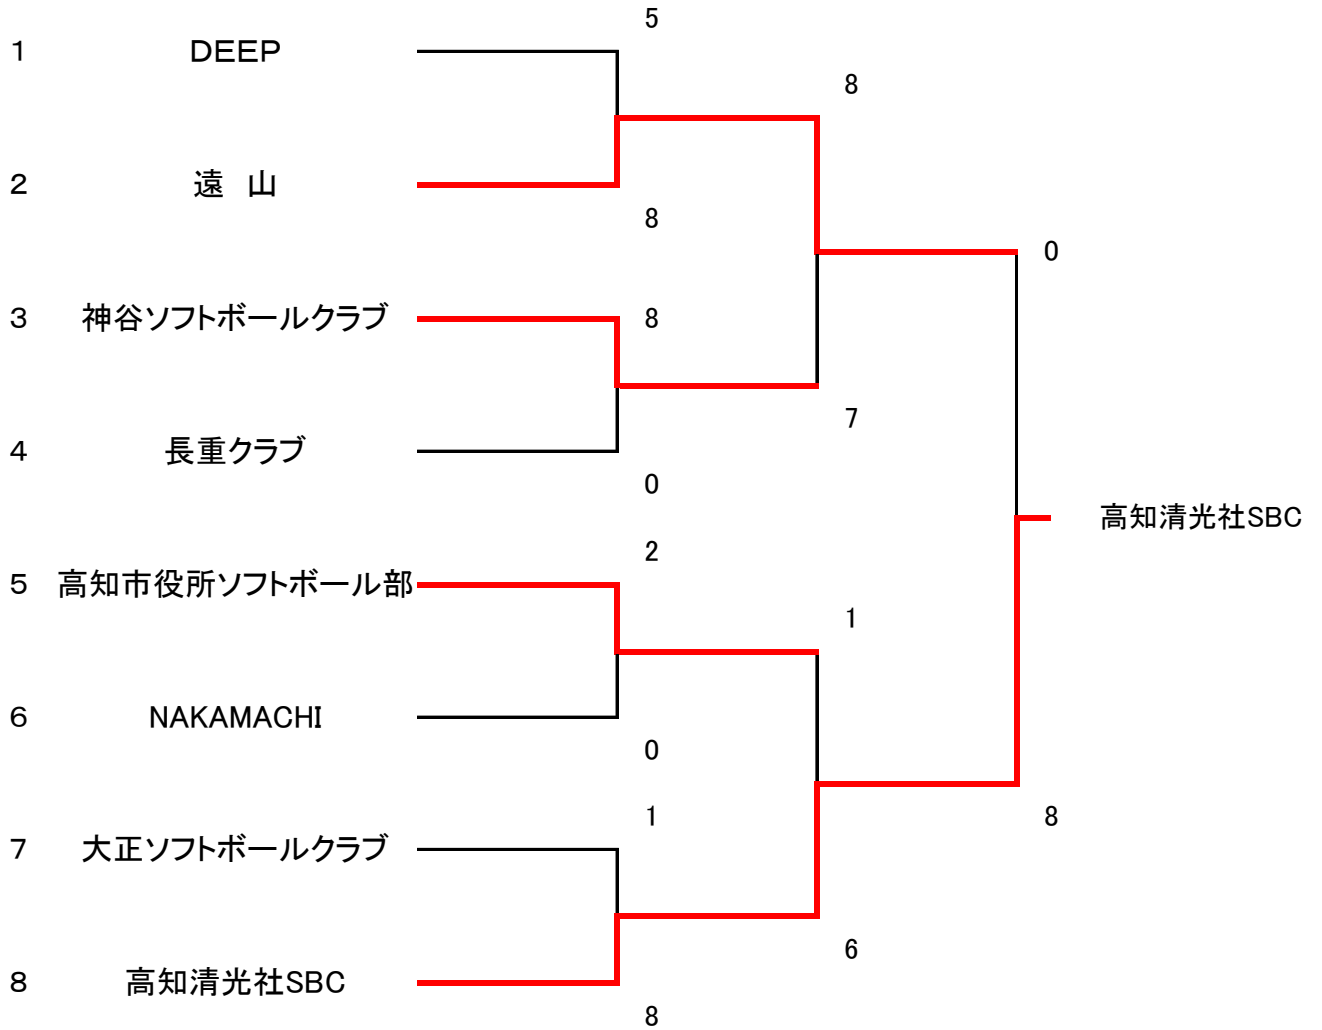 5
1 DEEP
8
2 遠　山
8
0
3 神谷ソフトボールクラブ 8
7
4 長重クラブ
0
高知清光社SBC
2
5 高知市役所ソフトボール部
1
6 NAKAMACHI
0
1
8
7 大正ソフトボールクラブ
6
8 高知清光社SBC
8